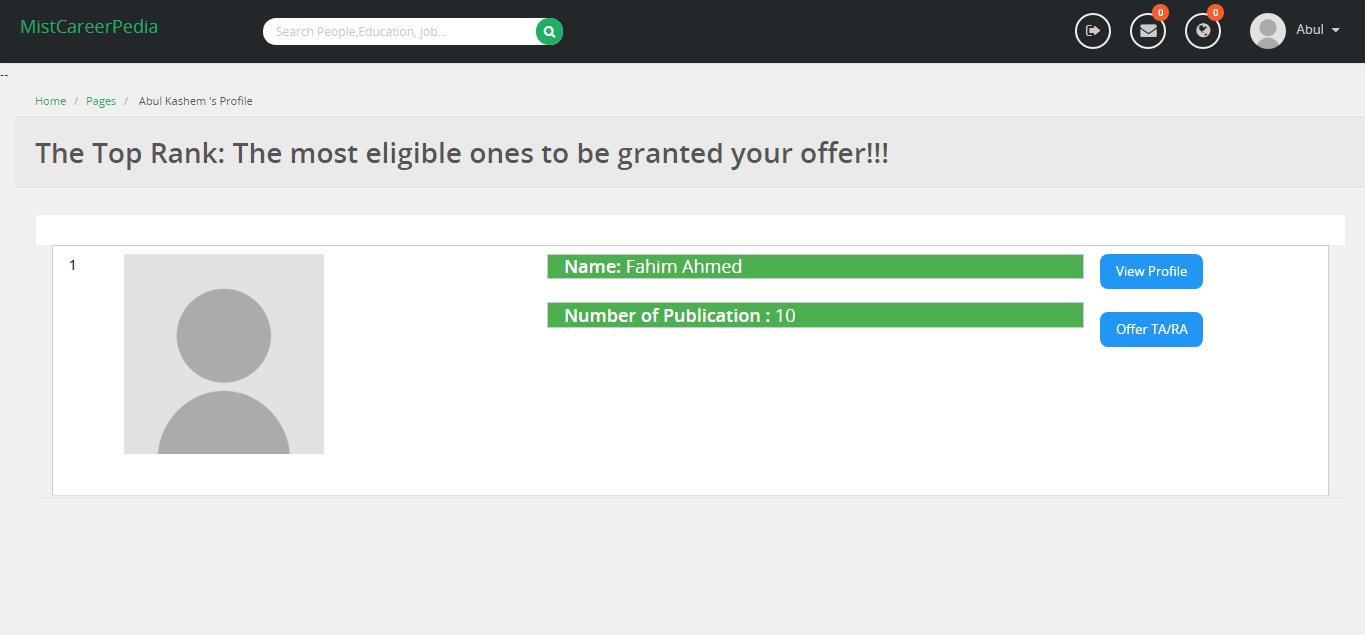 MistCareerPedia
Search People,Education, job...
0
0
Abul
--
Home / Pages / Abul Kashem 's Profile
The Top Rank: The most eligible ones to be granted your offer!!!
1
Name: Fahim Ahmed
View Profile
Number of Publication : 10
Offer TA/RA